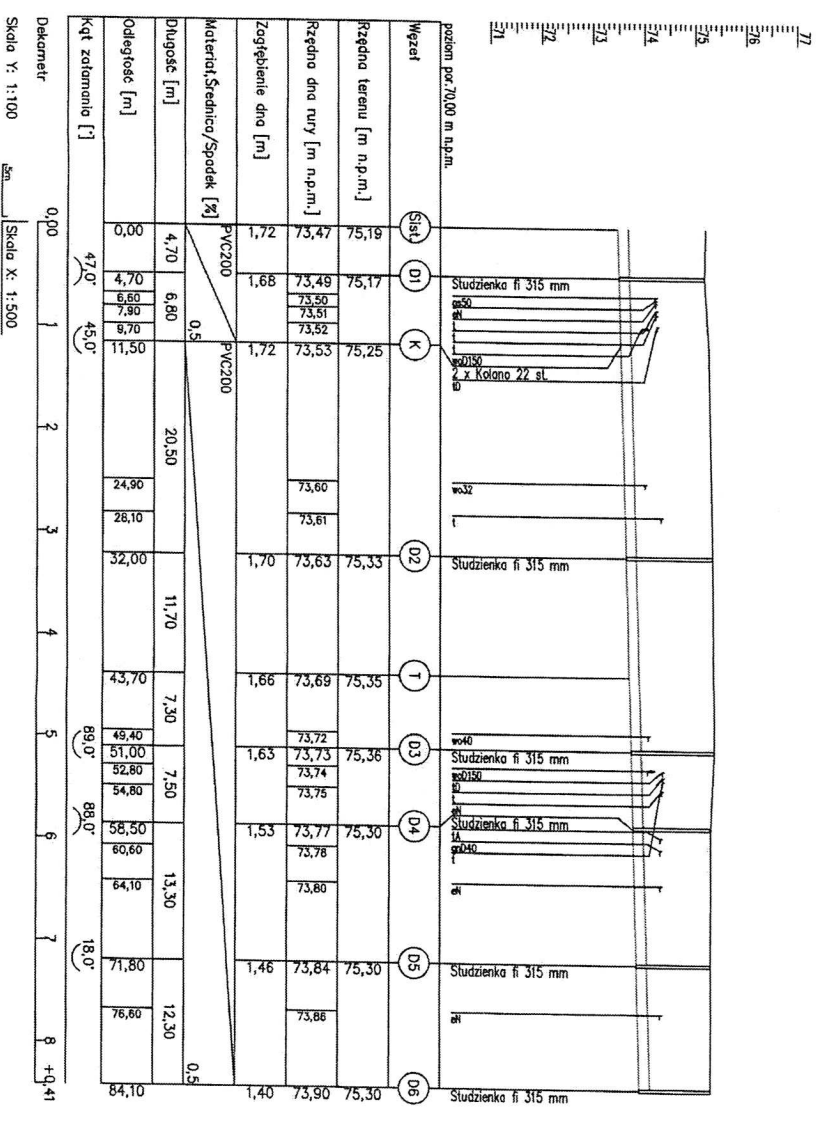 77
76
75
74
73
72
71
poziom por.70,00 m n.p.m.
Studzienka fi 315 mm
gs50
eN
t
t
t
woD150
2 x Kolano 22 st.
tD
wo32
t
Studzienka fi 315 mm
wo40
Studzienka fi 315 mm
woD150
tD
t
eN
Studzienka fi 315 mm
tA
gnD40
t
eN
Studzienka fi 315 mm
eN
Studzienka fi 315 mm
Węzeł Sist. D1 K D2 T D3 D4 D5 D6
Rzędna terenu [m n.p.m.] 75,19 75,17 75,25 75,33 75,35 75,36 75,30 75,30 75,30
Rzędna dna rury [m n.p.m.] 73,47 73,49 73,50 73,51 73,52 73,53 73,60 73,61 73,63 73,69 73,72 73,73 73,74 73,75 73,77 73,78 73,80 73,84 73,86 73,90
Zagłębienie dna [m] 1,72 1,68 1,72 1,70 1,66 1,63 1,53 1,46 1,40
Materiał,Średnica/Spadek [%] PVC200 0,5 PVC200 0,5
Długość [m] 4,70 6,80 20,50 11,70 7,30 7,50 13,30 12,30
Odległość [m] 0,00 4,70 6,60 7,90 9,70 11,50 24,90 28,10 32,00 43,70 49,40 51,00 52,80 54,80 58,50 60,60 64,10 71,80 76,60 84,10
Kąt załamania [°] 47,0° 45,0° 89,0° 88,0° 18,0°
Dekametr 0,00 1 2 3 4 5 6 7 8 +0,41
Skala Y: 1:100 5m Skala X: 1:500